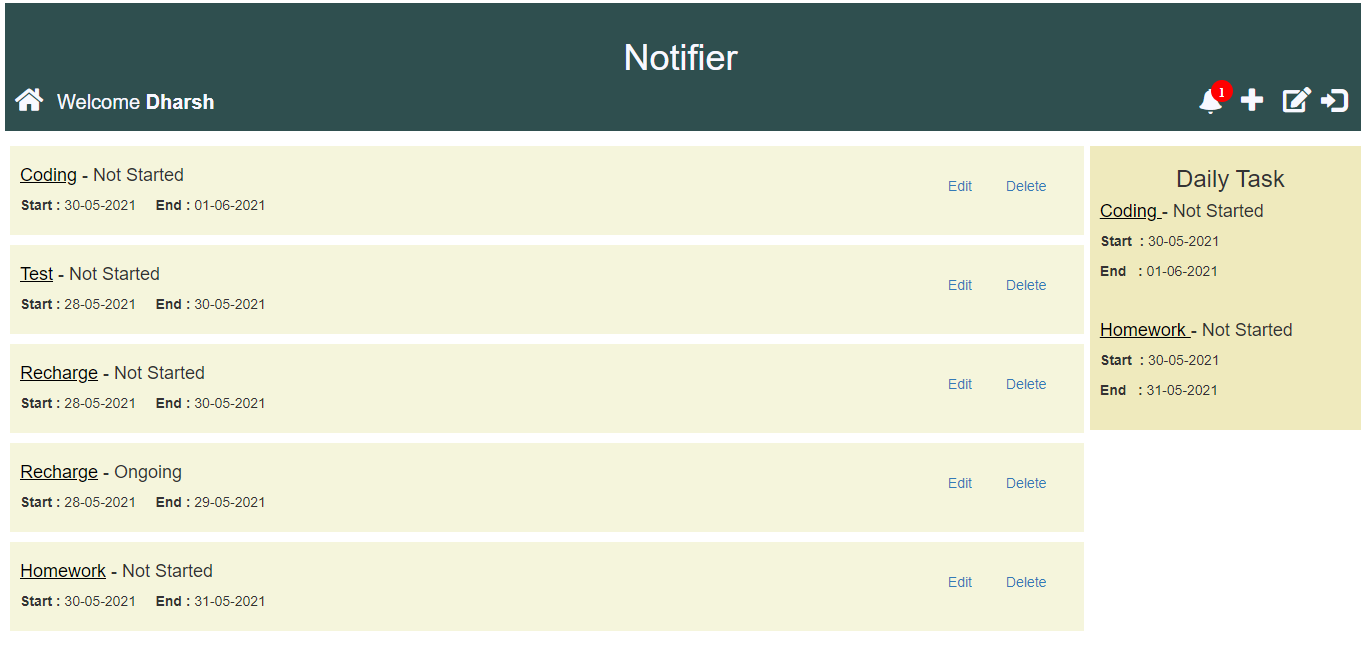 Notifier
Welcome Dharsh
1
Coding - Not Started
Edit Delete
Start : 30-05-2021 End : 01-06-2021
Test - Not Started
Edit Delete
Start : 28-05-2021 End : 30-05-2021
Recharge - Not Started
Edit Delete
Start : 28-05-2021 End : 30-05-2021
Recharge - Ongoing
Edit Delete
Start : 28-05-2021 End : 29-05-2021
Homework - Not Started
Edit Delete
Start : 30-05-2021 End : 31-05-2021
Daily Task
Coding - Not Started
Start : 30-05-2021
End : 01-06-2021
Homework - Not Started
Start : 30-05-2021
End : 31-05-2021